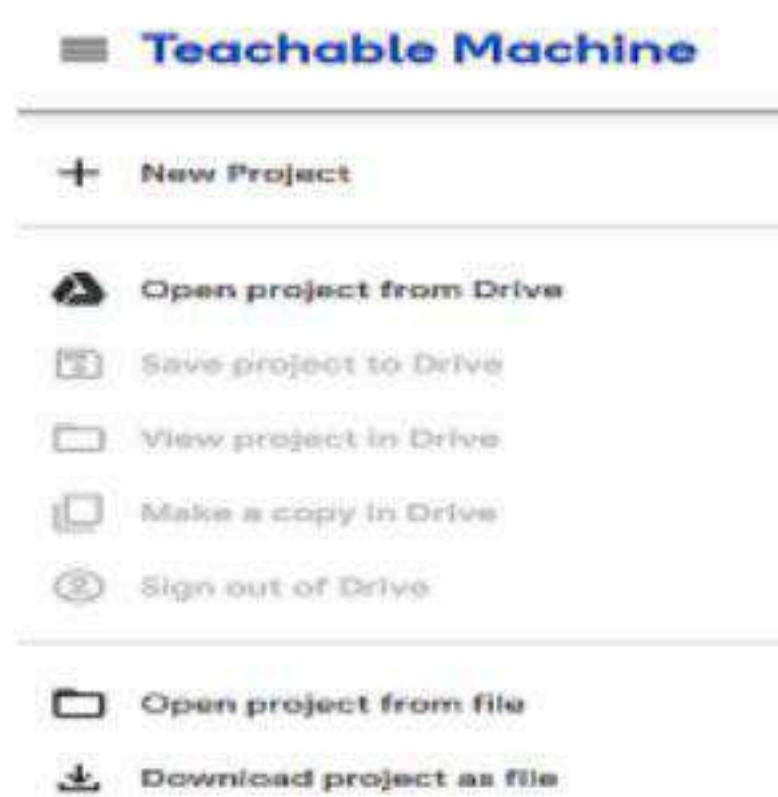 Teachable Machine
New Project
Open project from Drive
Save project to Drive
View project in Drive
Make a copy in Drive
Sign out of Drive
Open project from file
Download project as file